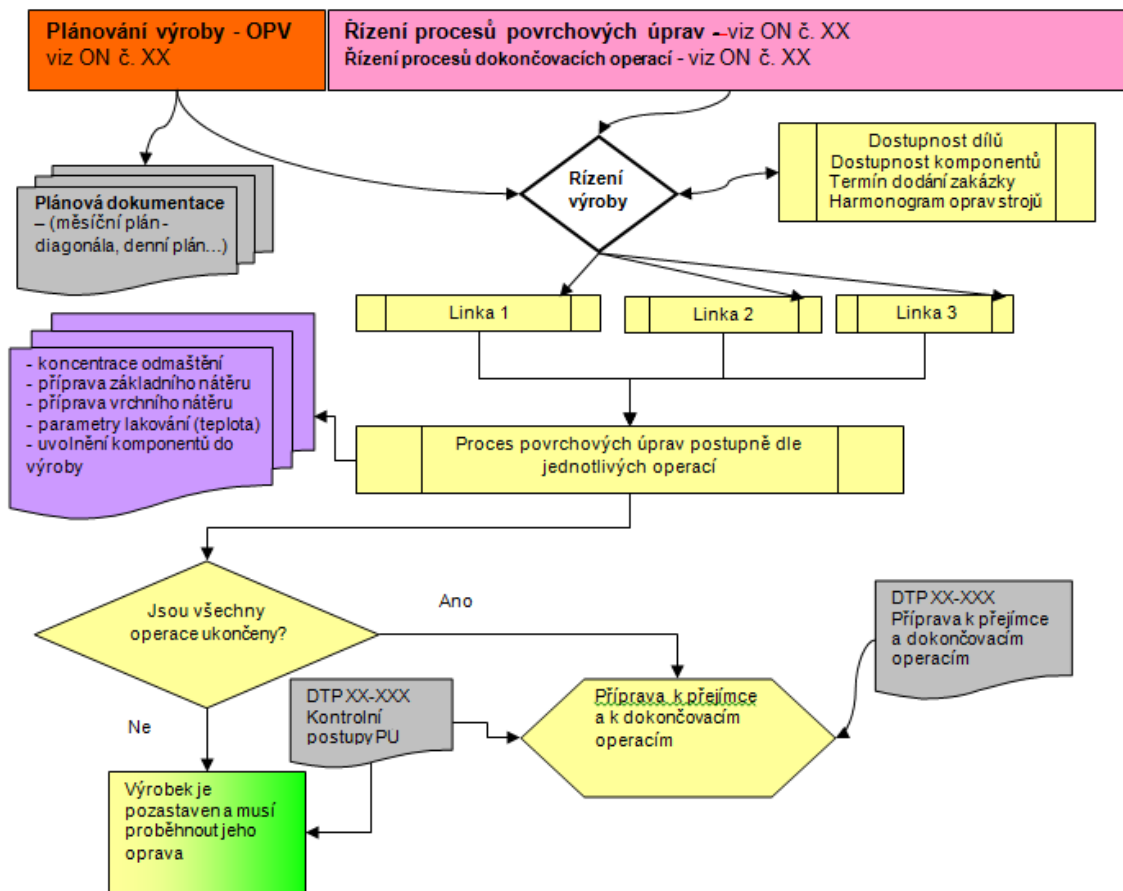 Plánování výroby - OPV
viz ON č. XX
Řízení procesů povrchových úprav – viz ON č. XX
Řízení procesů dokončovacích operací - viz ON č. XX
Dostupnost dílů
Dostupnost komponentů
Termín dodání zakázky
Harmonogram oprav strojů
Řízení
výroby
Plánová dokumentace
– (měsíční plán -
diagonála, denní plán...)
Linka 1
Linka 2
Linka 3
- koncentrace odmaštění
- příprava základního nátěru
- příprava vrchního nátěru
- parametry lakování (teplota)
- uvolnění komponentů do
výroby
Proces povrchových úprav postupně dle
jednotlivých operací
Jsou všechny
operace ukončeny?
Ano
DTP XX-XXX
Příprava k přejímce
a dokončovacím
operacím
DTP XX-XXX
Kontrolní
postupy PU
Příprava k přejímce
a k dokončovacím
operacím
Ne
Výrobek je
pozastaven a musí
proběhnout jeho
oprava